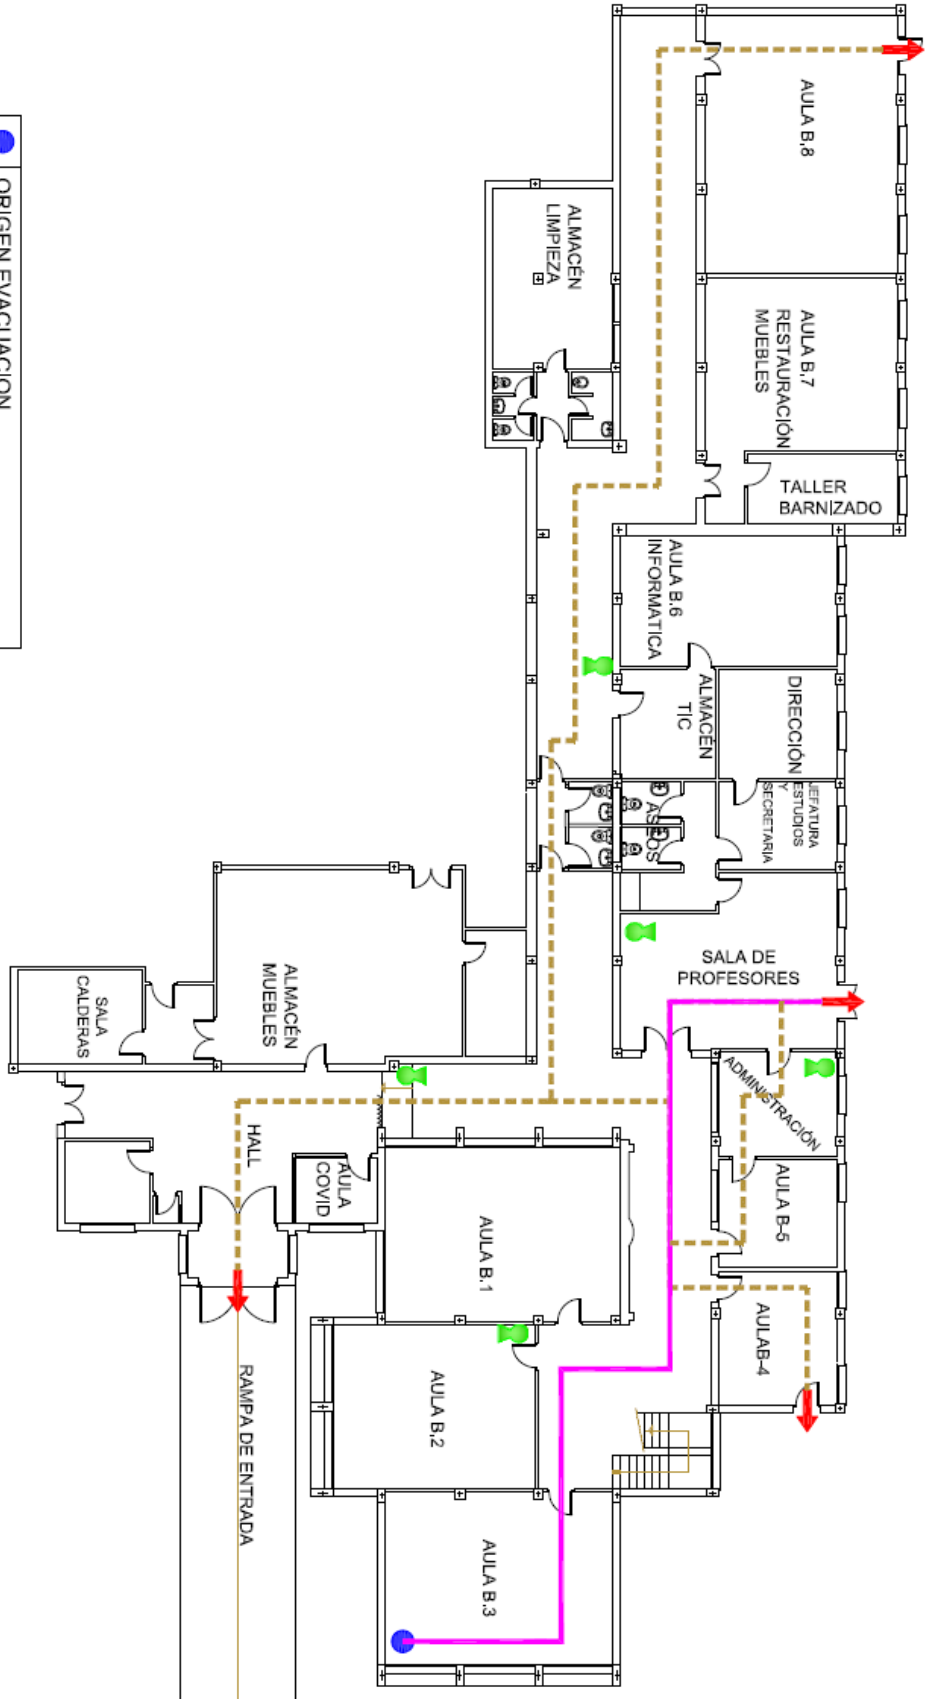 AULA B,8
ALMACÉN
LIMPIEZA
ORIGEN EVACUACION
AULA B,7
RESTAURACIÓN
MUEBLES
TALLER
BARNIZADO
AULA B.6
INFORMATICA
ALMACÉN
TIC
DIRECCIÓN
JEFATURA
ESTUDIOS
Y
SECRETARIA
ASEOS
SALA DE
PROFESORES
ALMACÉN
MUEBLES
SALA
CALDERAS
ADMINISTRACIÓN
HALL
AULA
COVID
AULA B-5
AULA B.1
AULAB-4
AULA B,2
RAMPA DE ENTRADA
AULA B.3